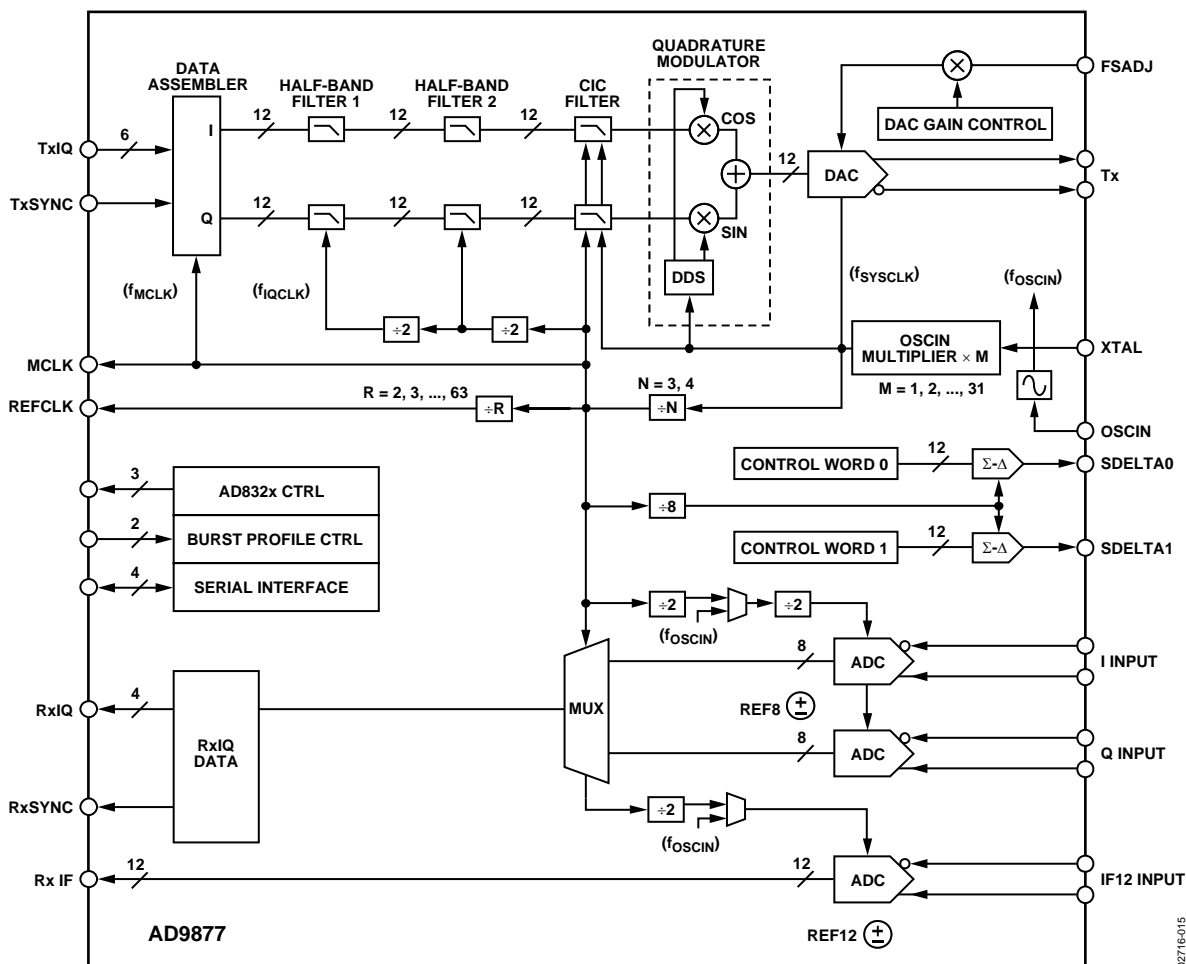 QUADRATURE
MODULATOR
DATA
ASSEMBLER
HALF-BAND
FILTER 1
HALF-BAND
FILTER 2
CIC
FILTER
FSADJ
DAC GAIN CONTROL
TxIQ
6
I
12
12
12
COS
12
DAC
Tx
TxSYNC
Q
12
12
12
SIN
DDS
(fMCLK)
(fIQCLK)
(fSYSCLK)
(fOSCIN)
÷2
÷2
OSCIN
MULTIPLIER × M
XTAL
MCLK
M = 1, 2, ..., 31
REFCLK
R = 2, 3, ..., 63
÷R
N = 3, 4
÷N
OSCIN
CONTROL WORD 0
12
Σ-Δ
SDELTA0
3
AD832x CTRL
÷8
2
BURST PROFILE CTRL
CONTROL WORD 1
12
Σ-Δ
SDELTA1
4
SERIAL INTERFACE
÷2
(fOSCIN)
÷2
8
ADC
I INPUT
RxIQ
4
RxIQ
DATA
MUX
REF8
8
ADC
Q INPUT
RxSYNC
÷2
(fOSCIN)
Rx IF
12
12
ADC
IF12 INPUT
AD9877
REF12
02716-015